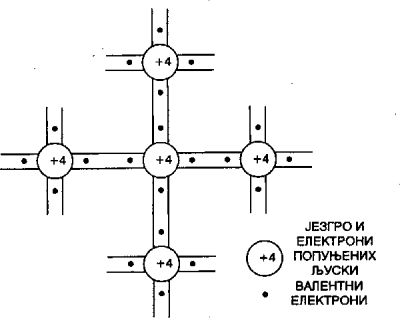 +4
+4 +4 +4
+4
ЈЕЗГРО И
ЕЛЕКТРОНИ
+4 ПОПУЊЕНИХ
ЉУСКИ
ВАЛЕНТНИ
ЕЛЕКТРОНИ